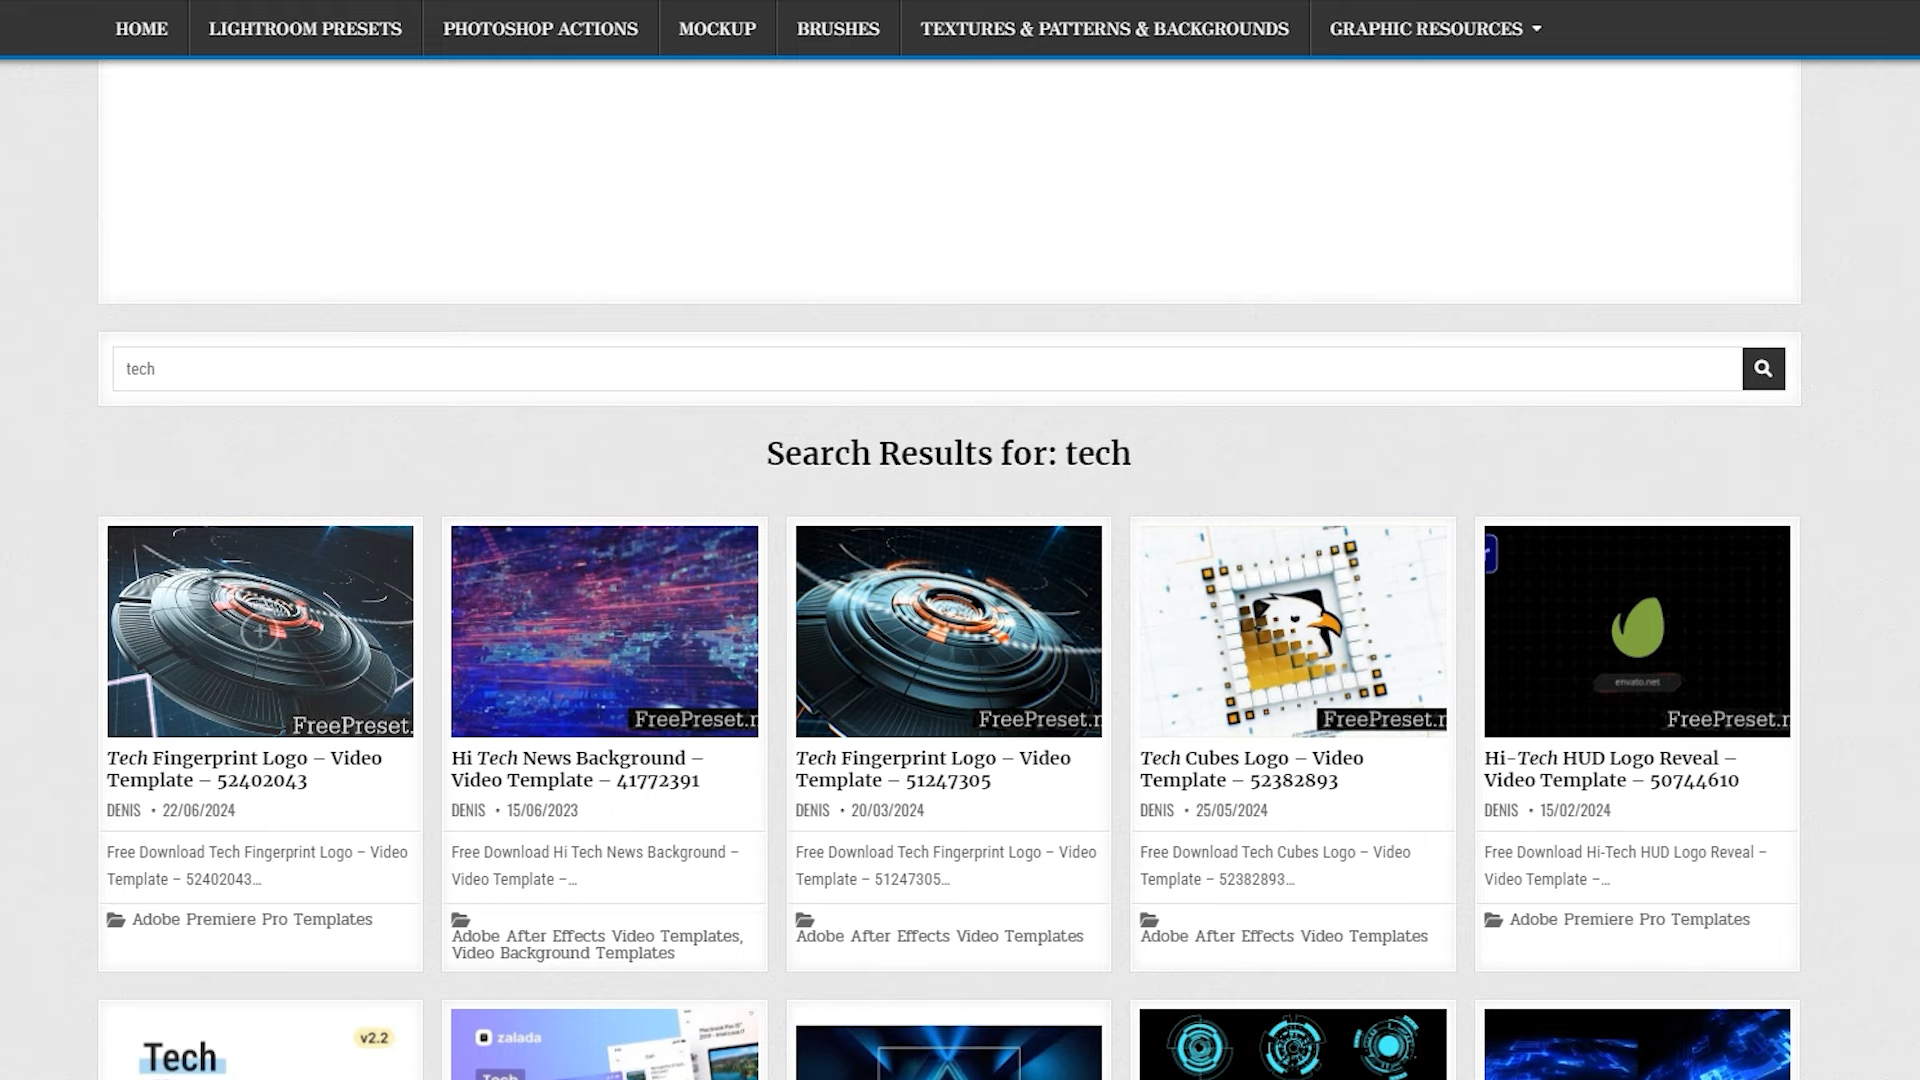 HOME LIGHTROOM PRESETS PHOTOSHOP ACTIONS MOCKUP BRUSHES TEXTURES & PATTERNS & BACKGROUNDS GRAPHIC RESOURCES
tech
Search Results for: tech
FreePreset.
Tech Fingerprint Logo – Video
Template – 52402043
DENIS • 22/06/2024
Free Download Tech Fingerprint Logo – Video
Template – 52402043...
Adobe Premiere Pro Templates
FreePreset.n
Hi Tech News Background –
Video Template – 41772391
DENIS • 15/06/2023
Free Download Hi Tech News Background –
Video Template –...
Adobe After Effects Video Templates,
Video Background Templates
FreePreset.n
Tech Fingerprint Logo – Video
Template – 51247305
DENIS • 20/03/2024
Free Download Tech Fingerprint Logo – Video
Template – 51247305...
Adobe After Effects Video Templates
FreePreset.n
Tech Cubes Logo – Video
Template – 52382893
DENIS • 25/05/2024
Free Download Tech Cubes Logo – Video
Template – 52382893...
Adobe After Effects Video Templates
envato.net
FreePreset.n
Hi-Tech HUD Logo Reveal –
Video Template – 50744610
DENIS • 15/02/2024
Free Download Hi-Tech HUD Logo Reveal –
Video Template –...
Adobe Premiere Pro Templates
v2.2
Tech
zalada
Tech